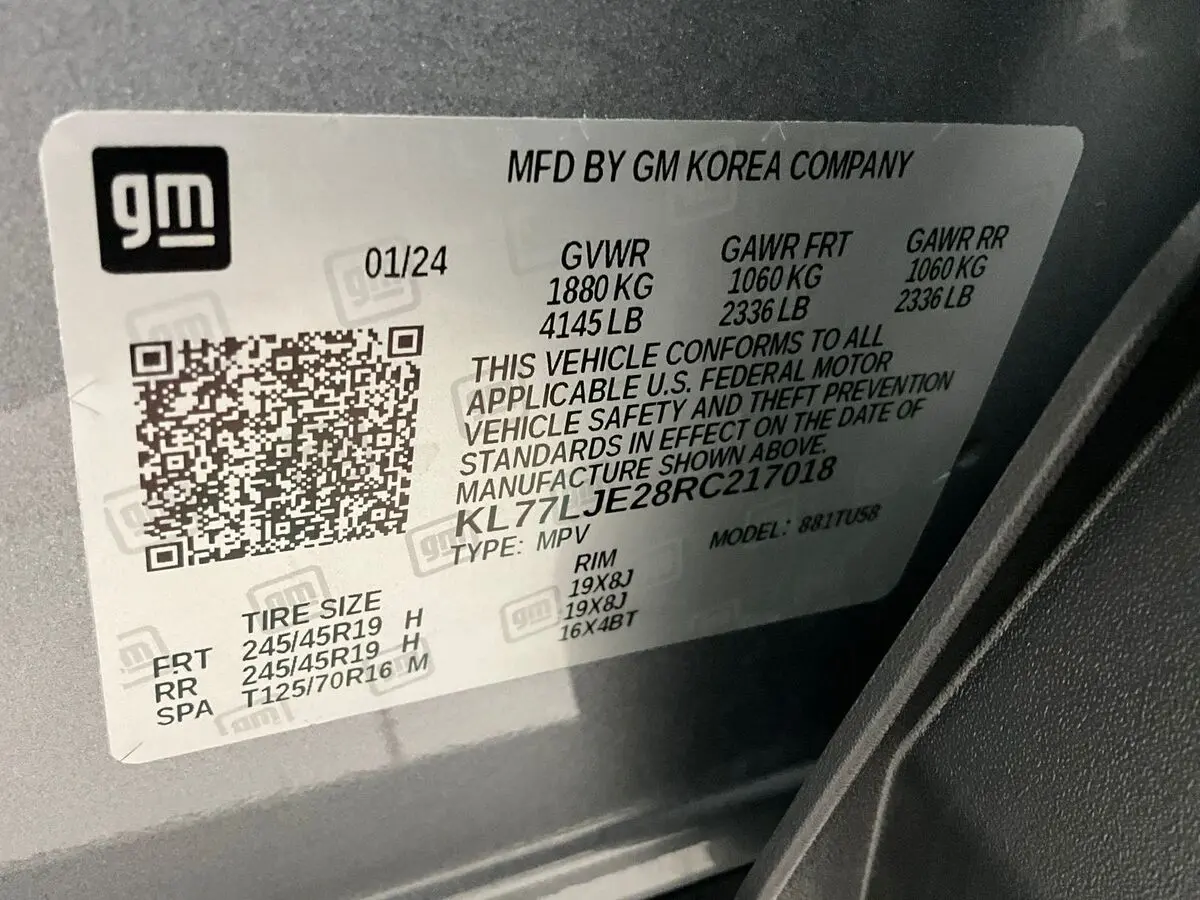 gm
MFD BY GM KOREA COMPANY
01/24
GVWR GAWR FRT GAWR RR
1880 KG 1060 KG 1060 KG
4145 LB 2336 LB 2336 LB
THIS VEHICLE CONFORMS TO ALL
APPLICABLE U.S. FEDERAL MOTOR
VEHICLE SAFETY AND THEFT PREVENTION
STANDARDS IN EFFECT ON THE DATE OF
MANUFACTURE SHOWN ABOVE.
KL77LJE28RC217018
TYPE: MPV MODEL: 881TU58
TIRE SIZE RIM
FRT 245/45R19 H 19X8J
RR 245/45R19 H 19X8J
SPA T125/70R16 M 16X4BT